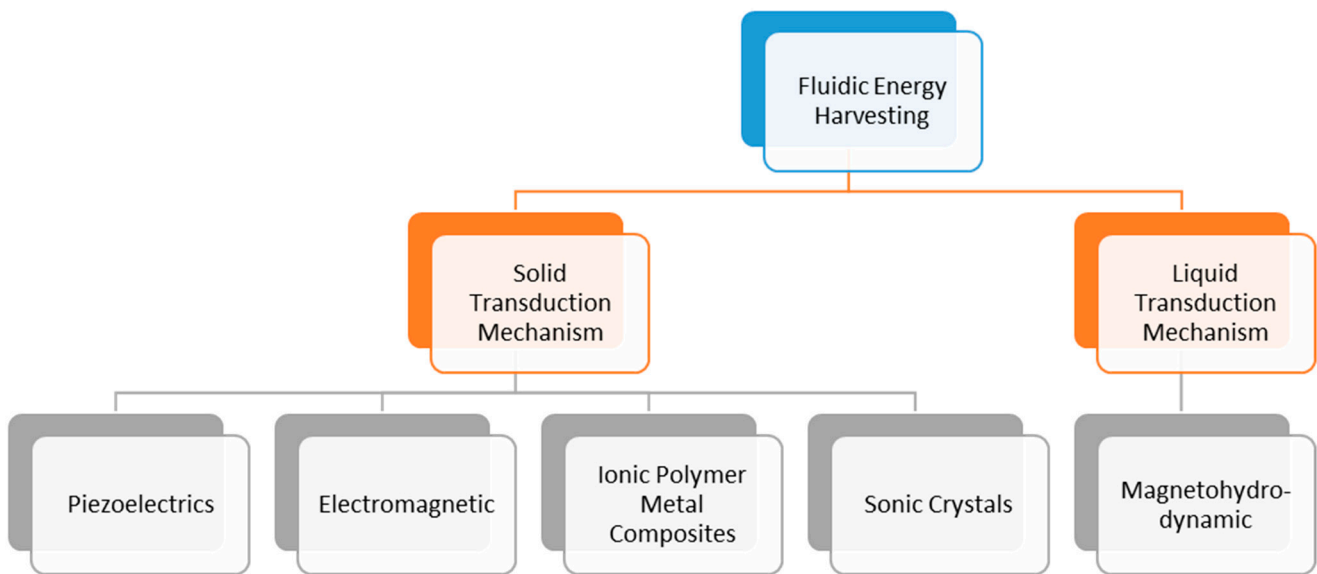 Fluidic Energy
Harvesting
Solid
Transduction
Mechanism
Liquid
Transduction
Mechanism
Piezoelectrics
Electromagnetic
Ionic Polymer
Metal
Composites
Sonic Crystals
Magnetohydro-
dynamic